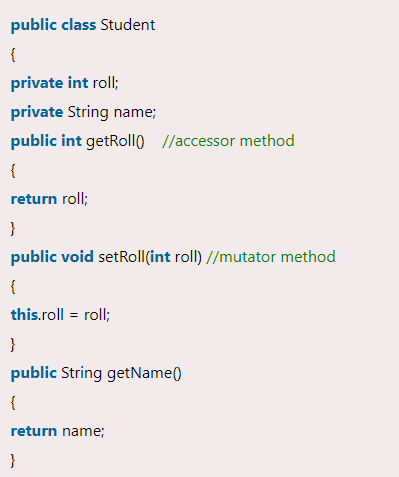 public class Student
{
private int roll;
private String name;
public int getRoll()    //accessor method
{
return roll;
}
public void setRoll(int roll) //mutator method
{
this.roll = roll;
}
public String getName()
{
return name;
}